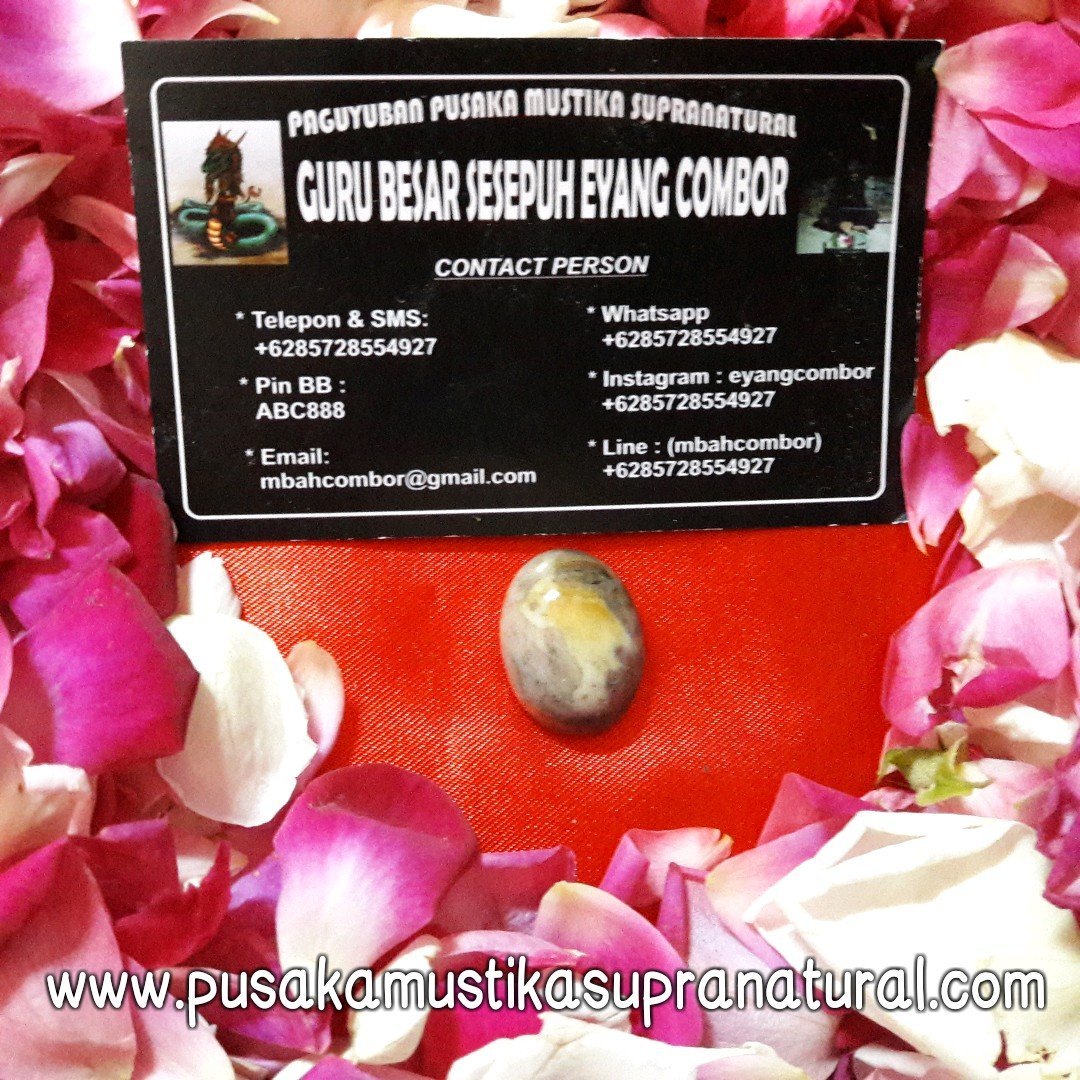 PAGUYUBAN PUSAKA MUSTIKA SUPRANATURAL
GURU BESAR SESEPUH EYANG COMBOR
CONTACT PERSON
* Telepon & SMS:
+6285728554927
* Pin BB :
ABC888
* Email:
mbahcombor@gmail.com
* Whatsapp
+6285728554927
* Instagram : eyangcombor
+6285728554927
* Line : (mbahcombor)
+6285728554927
www.pusakamustikasupranatural.com